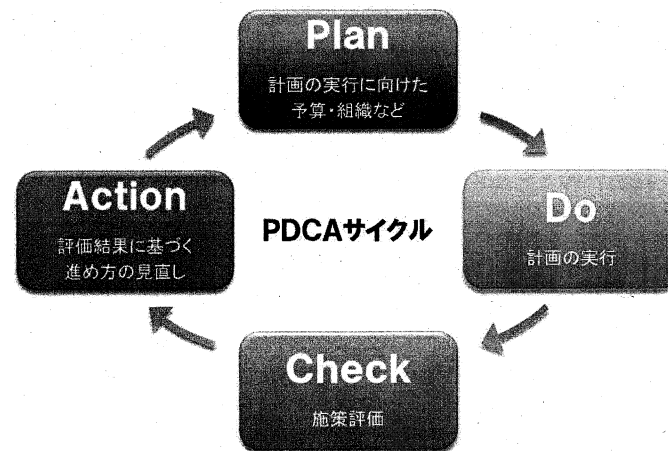 Plan
計画の実行に向けた
予算・組織など
Do
計画の実行
Check
施策評価
Action
評価結果に基づく
進め方の見直し
PDCAサイクル